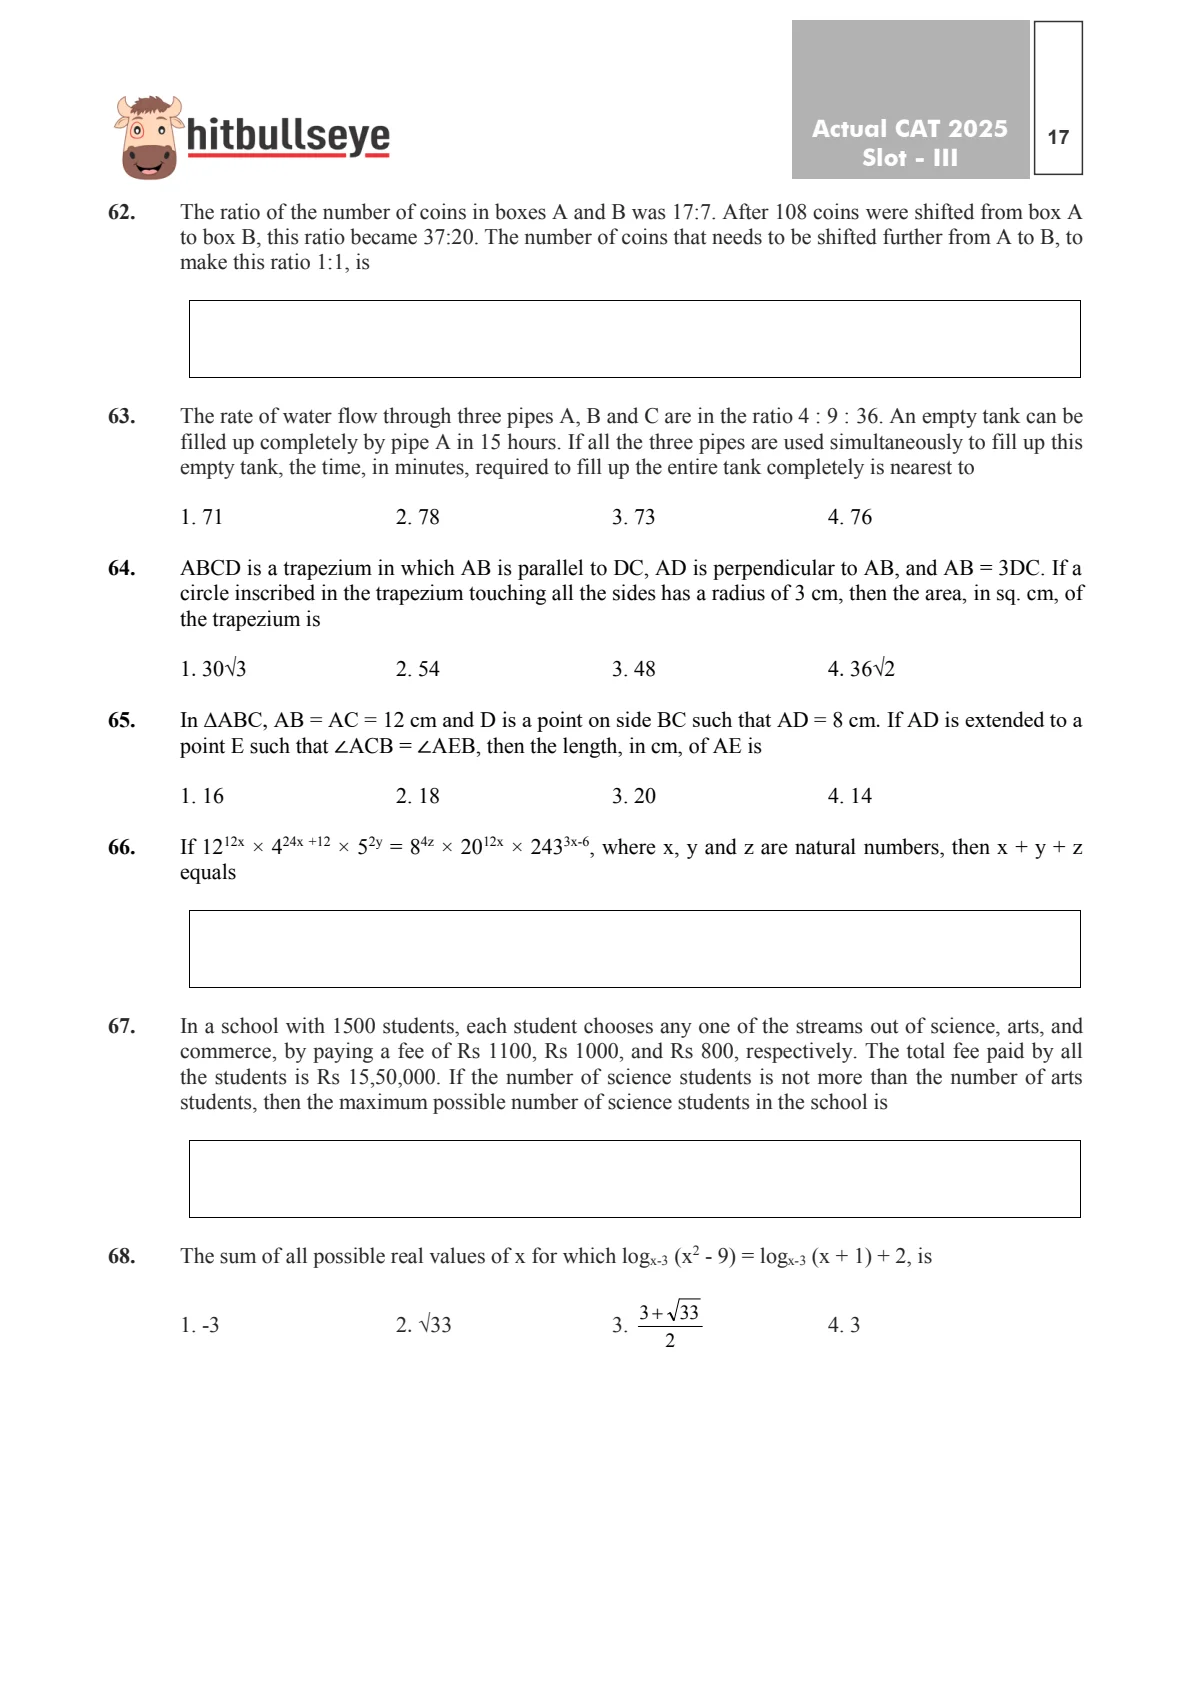 hitbullseye
Actual CAT 2025
Slot - III
17
62. The ratio of the number of coins in boxes A and B was 17:7. After 108 coins were shifted from box A
to box B, this ratio became 37:20. The number of coins that needs to be shifted further from A to B, to
make this ratio 1:1, is
63. The rate of water flow through three pipes A, B and C are in the ratio 4 : 9 : 36. An empty tank can be
filled up completely by pipe A in 15 hours. If all the three pipes are used simultaneously to fill up this
empty tank, the time, in minutes, required to fill up the entire tank completely is nearest to
1. 71 2. 78 3. 73 4. 76
64. ABCD is a trapezium in which AB is parallel to DC, AD is perpendicular to AB, and AB = 3DC. If a
circle inscribed in the trapezium touching all the sides has a radius of 3 cm, then the area, in sq. cm, of
the trapezium is
1. 30√3 2. 54 3. 48 4. 36√2
65. In ΔABC, AB = AC = 12 cm and D is a point on side BC such that AD = 8 cm. If AD is extended to a
point E such that ∠ACB = ∠AEB, then the length, in cm, of AE is
1. 16 2. 18 3. 20 4. 14
66. If 12^{12x} × 4^{24x +12} × 5^{2y} = 8^{4z} × 20^{12x} × 243^{3x-6}, where x, y and z are natural numbers, then x + y + z
equals
67. In a school with 1500 students, each student chooses any one of the streams out of science, arts, and
commerce, by paying a fee of Rs 1100, Rs 1000, and Rs 800, respectively. The total fee paid by all
the students is Rs 15,50,000. If the number of science students is not more than the number of arts
students, then the maximum possible number of science students in the school is
68. The sum of all possible real values of x for which log_{x-3} (x² - 9) = log_{x-3} (x + 1) + 2, is
1. -3 2. √33 3. (3+√33)/2 4. 3